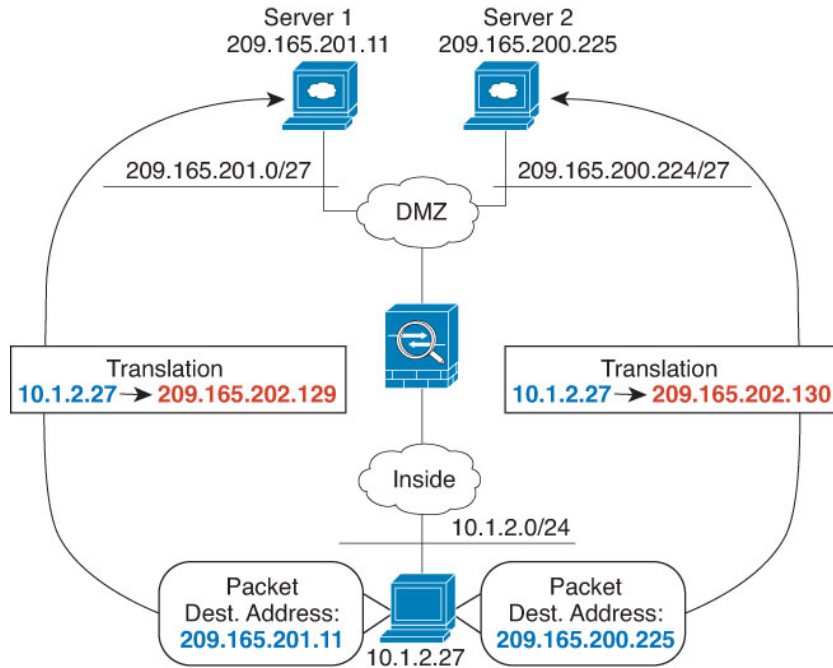 Server 1
209.165.201.11
Server 2
209.165.200.225
209.165.201.0/27
209.165.200.224/27
DMZ
Translation
10.1.2.27 209.165.202.129
Translation
10.1.2.27 209.165.202.130
Inside
10.1.2.0/24
Packet
Dest. Address:
209.165.201.11
Packet
Dest. Address:
209.165.200.225
10.1.2.27